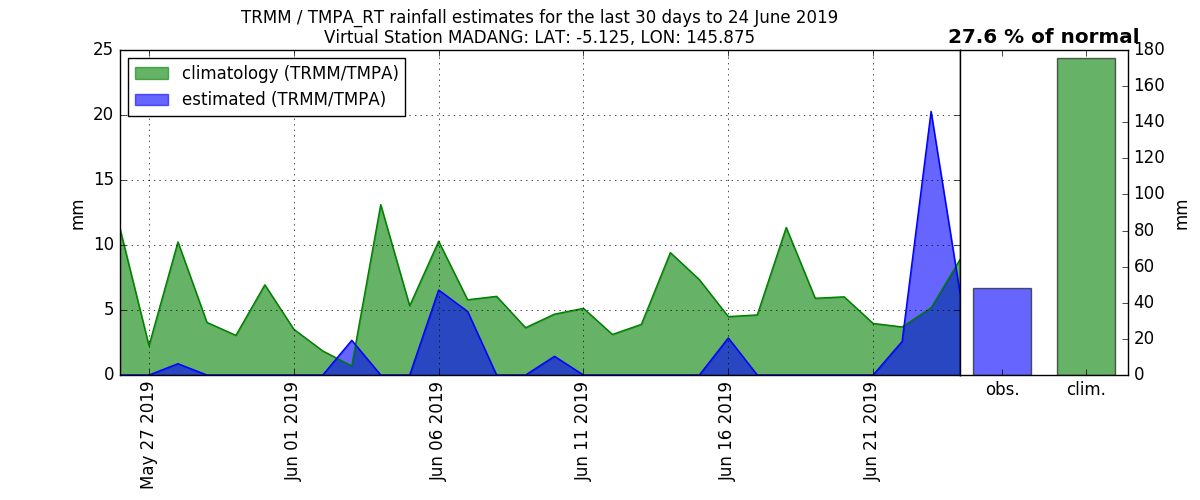 TRMM / TMPA_RT rainfall estimates for the last 30 days to 24 June 2019
Virtual Station MADANG: LAT: -5.125, LON: 145.875
27.6 % of normal
climatology (TRMM/TMPA)
estimated (TRMM/TMPA)
mm
25
20
15
10
5
0
May 27 2019
Jun 01 2019
Jun 06 2019
Jun 11 2019
Jun 16 2019
Jun 21 2019
obs.
clim.
180
160
140
120
100
80
60
40
20
0
mm